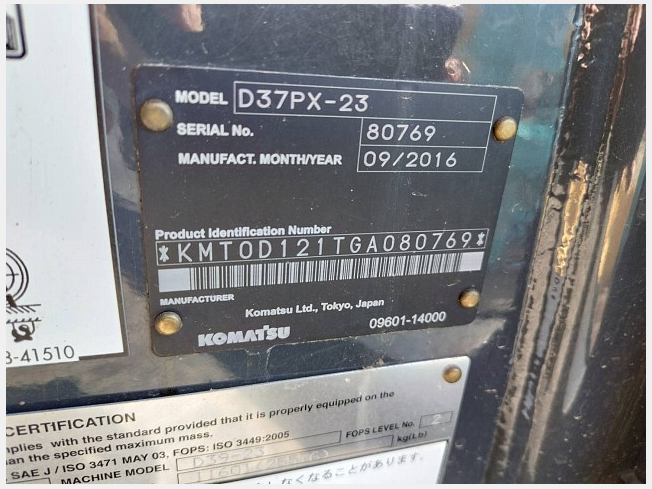 MODEL D37PX-23
SERIAL No. 80769
MANUFACT. MONTH/YEAR 09/2016
Product Identification Number
*KMT0D121TGA080769*
MANUFACTURER
Komatsu Ltd., Tokyo, Japan
KOMATSU 09601-14000
-41510
CERTIFICATION
mplies with the standard provided that it is properly equipped on the
than the specified maximum mass.
SAE J / ISO 3471 MAY 03, FOPS: ISO 3449:2005 FOPS LEVEL No. 2
kg(Lb)
MACHINE MODEL D39-23
なくなることがあります。